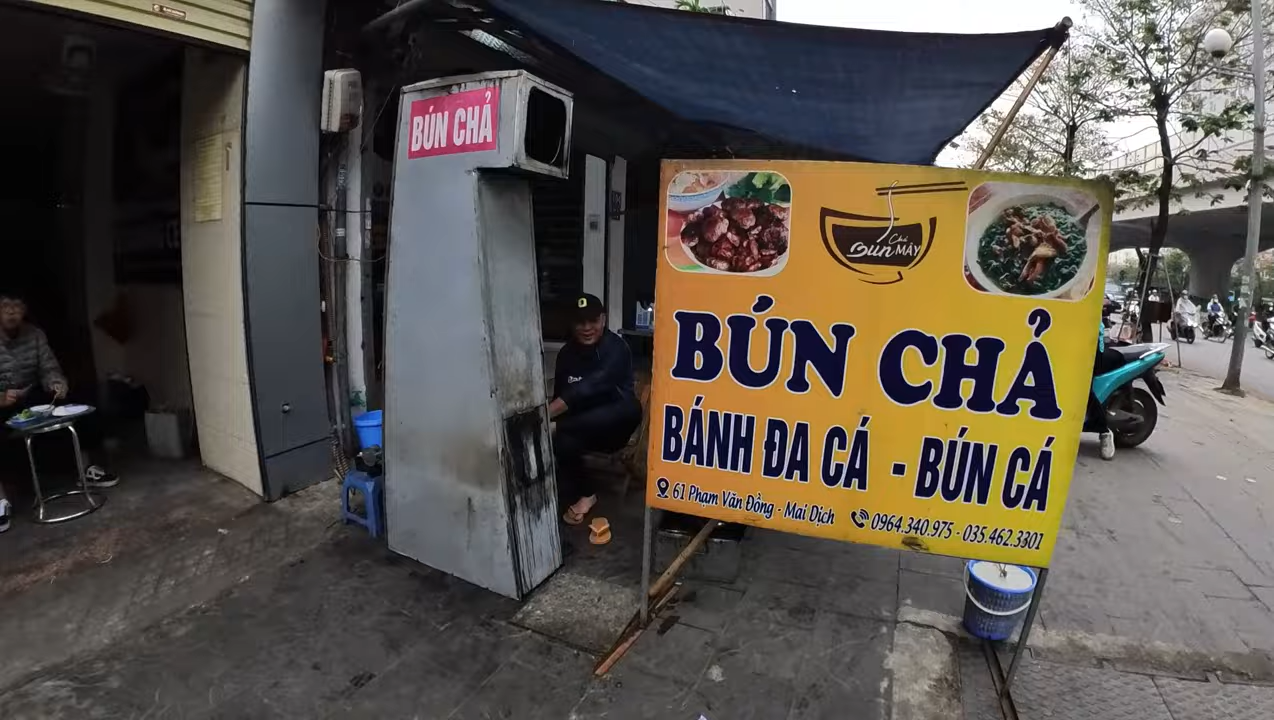 BÚN CHẢ
Chả
Bún MÂY
BÚN CHẢ
BÁNH ĐA CÁ - BÚN CÁ
61 Phạm Văn Đồng - Mai Dịch
0964.340.975 - 035.462.3301